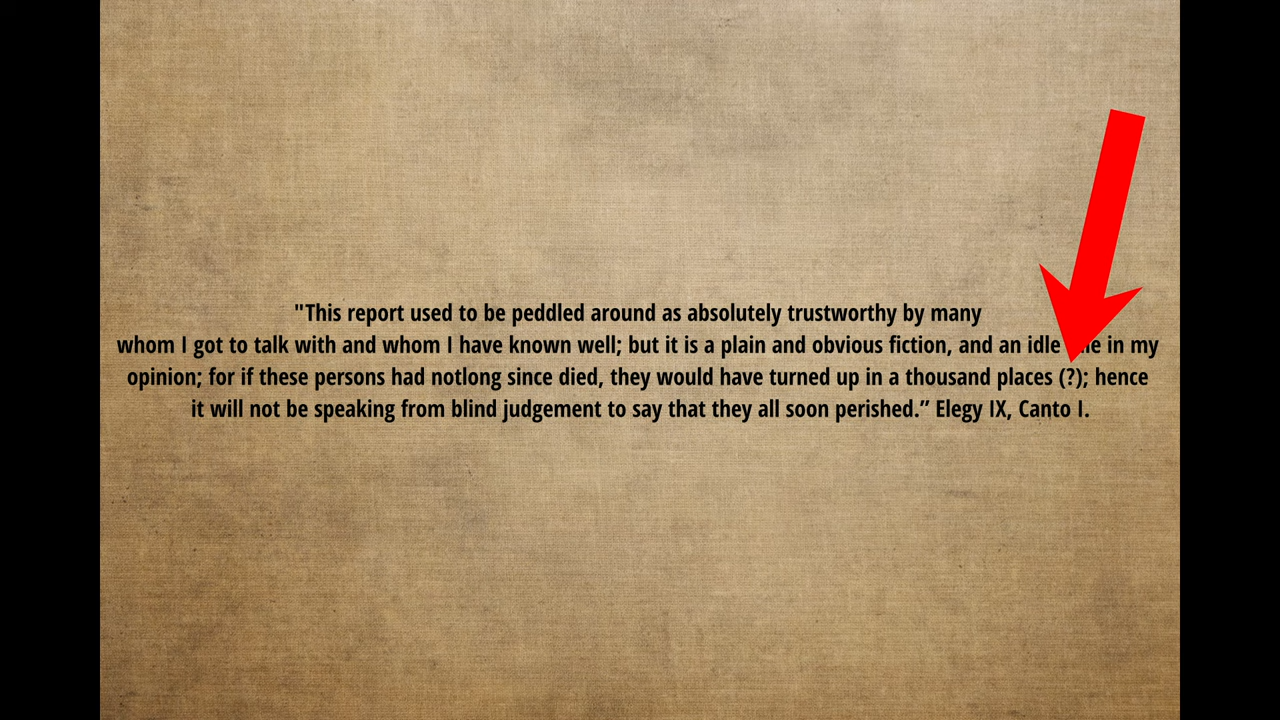 "This report used to be peddled around as absolutely trustworthy by many
whom I got to talk with and whom I have known well; but it is a plain and obvious fiction, and an idle in my
opinion; for if these persons had notlong since died, they would have turned up in a thousand places (?); hence
it will not be speaking from blind judgement to say that they all soon perished.” Elegy IX, Canto I.